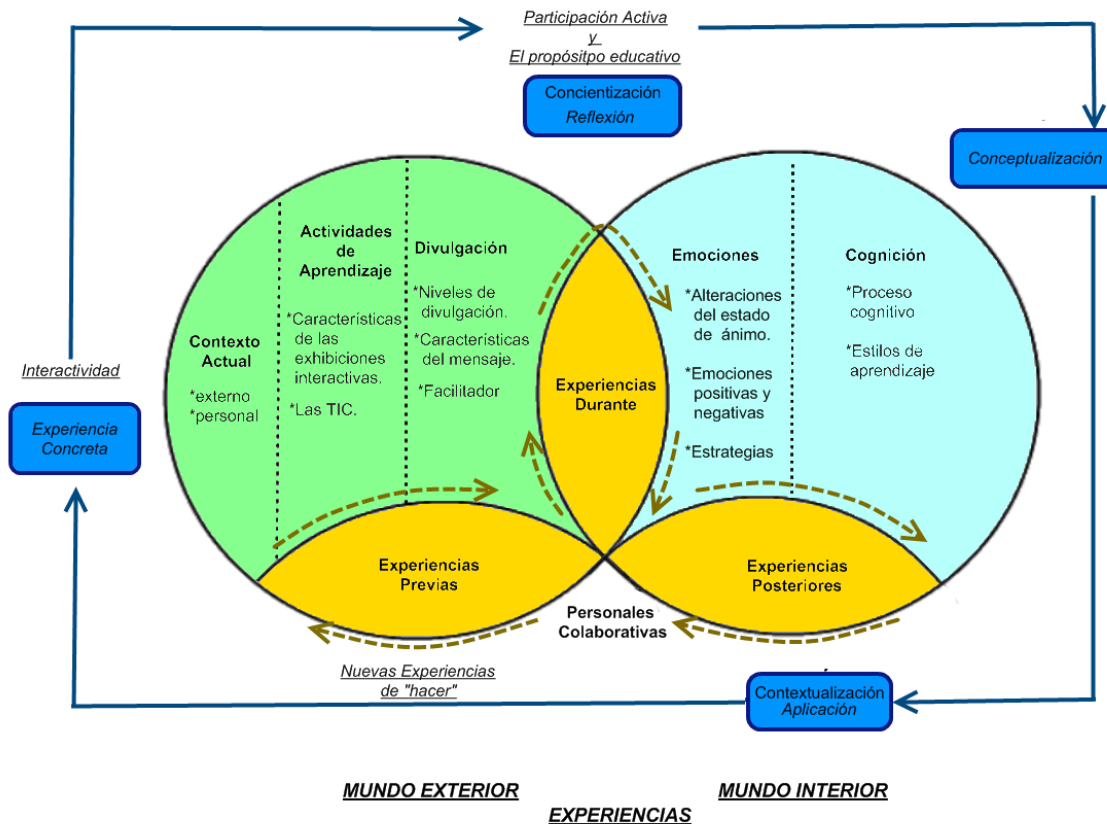 Participación Activa
y
El propósitpo educativo
Concientización
Reflexión
Conceptualización
Actividades
de
Aprendizaje
*Características
de las
exhibiciones
interactivas.
*Las TIC.
Divulgación
*Niveles de
divulgación.
*Características
del mensaje.
*Facilitador
Emociones
*Alteraciones
del estado
de ánimo.
*Emociones
positivas y
negativas
*Estrategias
Cognición
*Proceso
cognitivo
*Estilos de
aprendizaje
Contexto
Actual
*externo
*personal
Interactividad
Experiencia
Concreta
Experiencias
Durante
Experiencias
Previas
Experiencias
Posteriores
Personales
Colaborativas
Nuevas Experiencias
de "hacer"
Contextualización
Aplicación
MUNDO EXTERIOR
MUNDO INTERIOR
EXPERIENCIAS